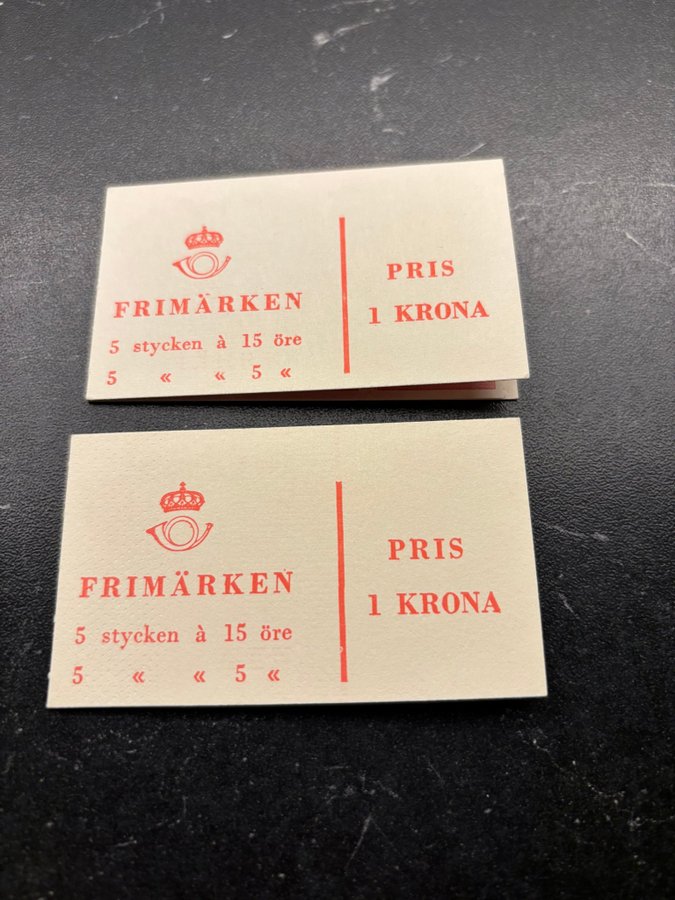 FRIMÄRKEN
5 stycken à 15 öre
5 « « 5 «
PRIS
1 KRONA
FRIMÄRKEN
5 stycken à 15 öre
5 « « 5 «
PRIS
1 KRONA